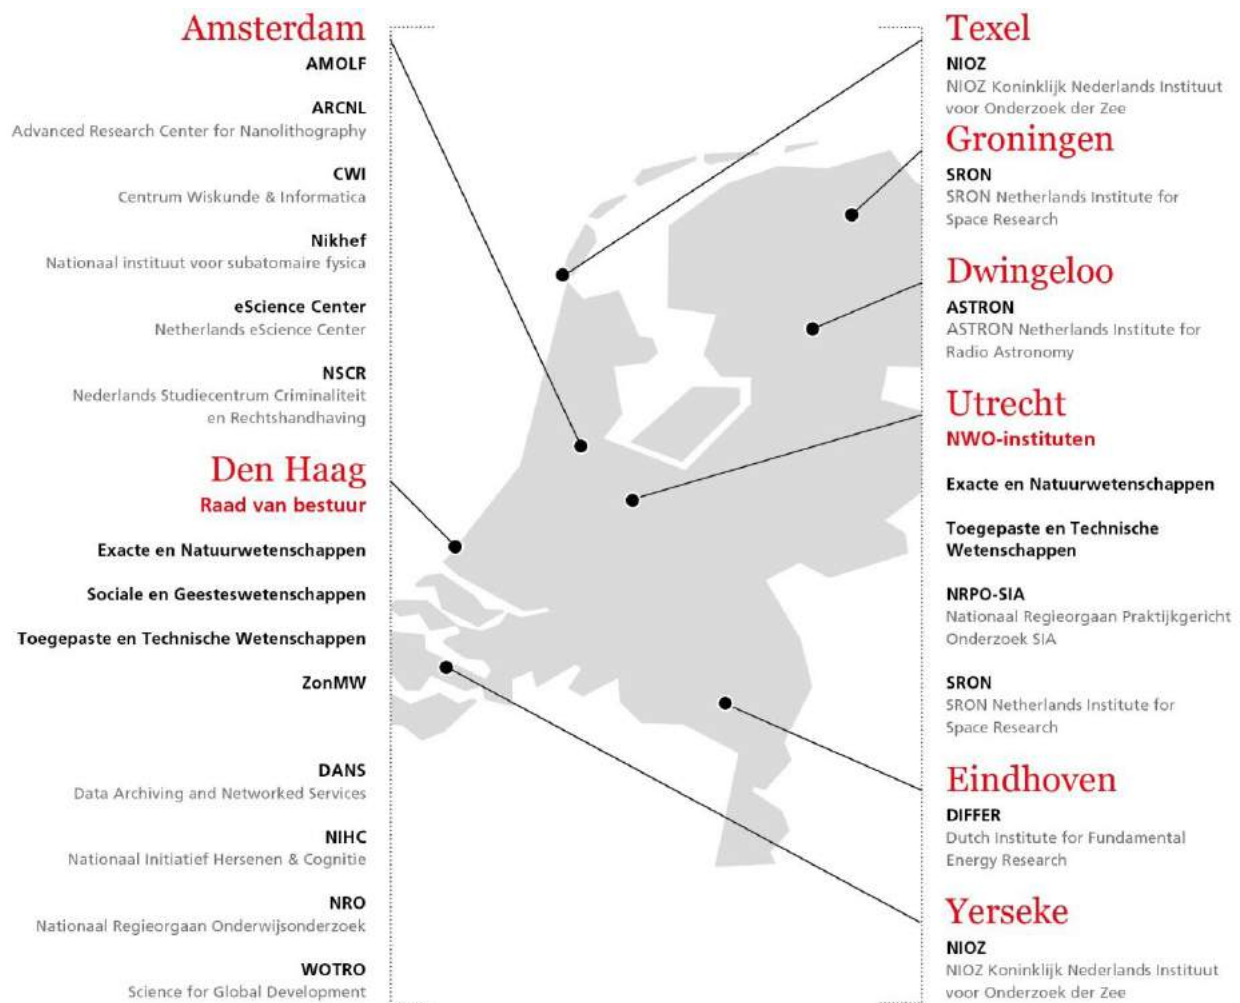 Amsterdam
AMOLF
ARCNL
Advanced Research Center for Nanolithography
CWI
Centrum Wiskunde & Informatica
Nikhef
Nationaal instituut voor subatomaire fysica
eScience Center
Netherlands eScience Center
NSCR
Nederlands Studiecentrum Criminaliteit
en Rechtshandhaving
Den Haag
Raad van bestuur
Exacte en Natuurwetenschappen
Sociale en Geesteswetenschappen
Toegepaste en Technische Wetenschappen
ZonMW
DANS
Data Archiving and Networked Services
NIHC
Nationaal Initiatief Hersenen & Cognitie
NRO
Nationaal Regieorgaan Onderwijsonderzoek
WOTRO
Science for Global Development
Texel
NIOZ
NIOZ Koninklijk Nederlands Instituut
voor Onderzoek der Zee
Groningen
SRON
SRON Netherlands Institute for
Space Research
Dwingeloo
ASTRON
ASTRON Netherlands Institute for
Radio Astronomy
Utrecht
NWO-instituten
Exacte en Natuurwetenschappen
Toegepaste en Technische
Wetenschappen
NRPO-SIA
Nationaal Regieorgaan Praktijkgericht
Onderzoek SIA
SRON
SRON Netherlands Institute for
Space Research
Eindhoven
DIFFER
Dutch Institute for Fundamental
Energy Research
Yerseke
NIOZ
NIOZ Koninklijk Nederlands Instituut
voor Onderzoek der Zee